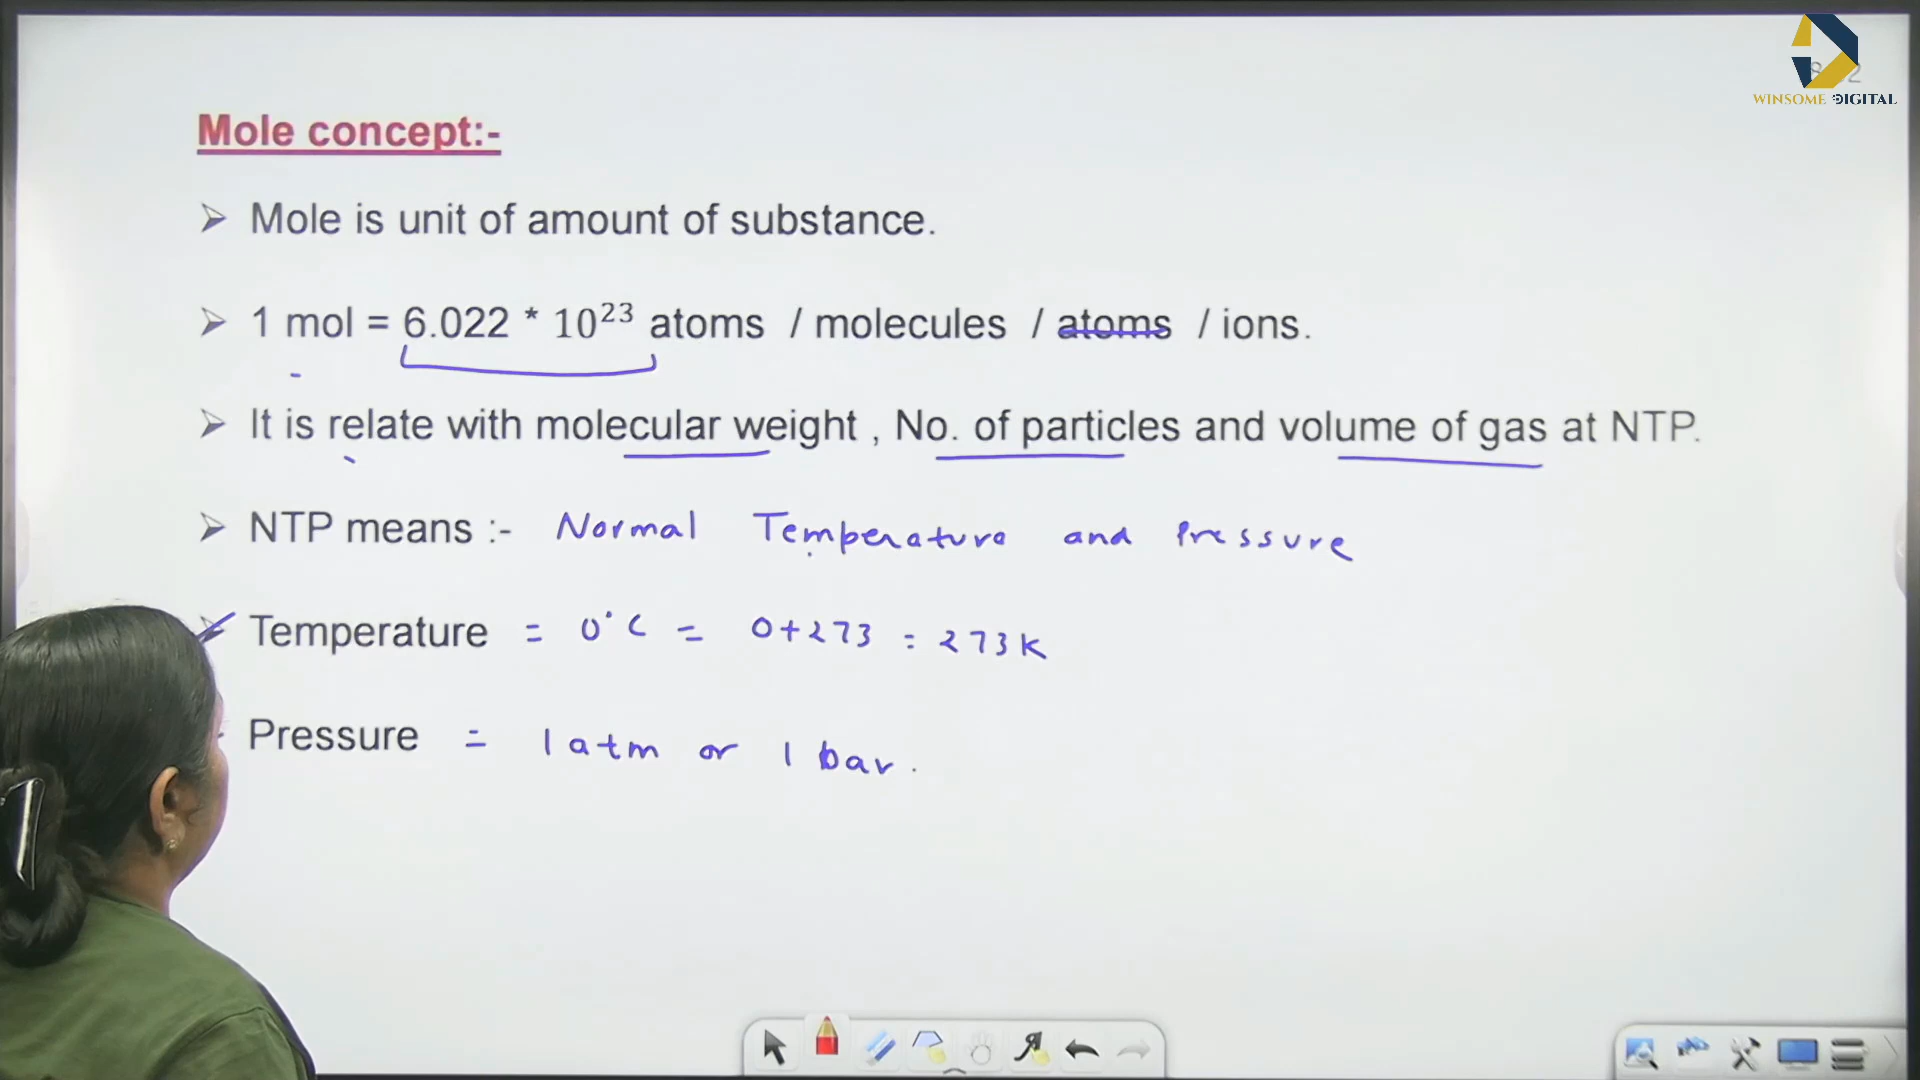 WINSOME DIGITAL
Mole concept:-
➢ Mole is unit of amount of substance.
➢ 1 mol = 6.022 * 10²³ atoms / molecules / atoms / ions.
➢ It is relate with molecular weight , No. of particles and volume of gas at NTP.
➢ NTP means :- Normal Temperature and Pressure
➢ Temperature = 0°C = 0+273 = 273K
Pressure = 1 atm or 1 bar.